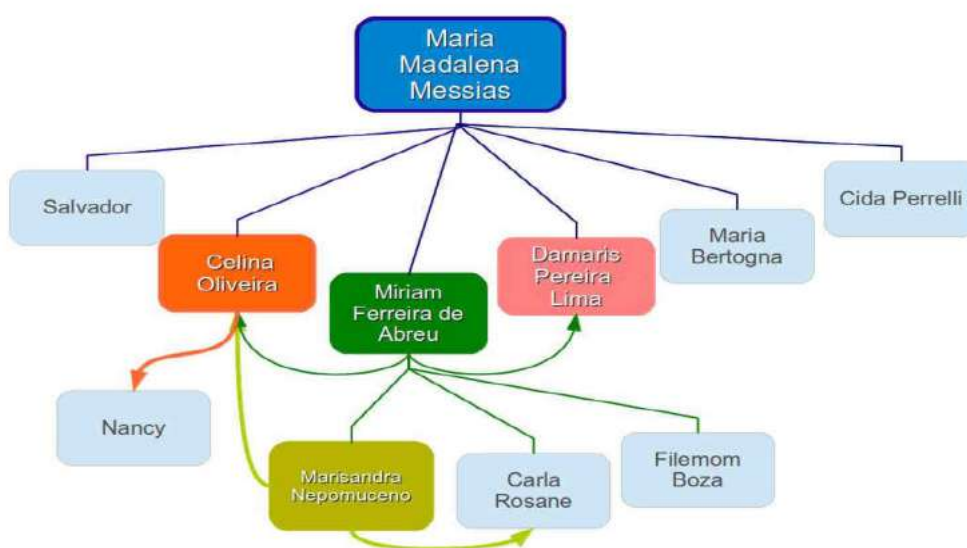 Maria
Madalena
Messias
Salvador
Cida Perrelli
Celina
Oliveira
Miriam
Ferreira de
Abreu
Damaris
Pereira
Lima
Maria
Bertogna
Nancy
Marisandra
Nepomuceno
Carla
Rosane
Filemom
Boza